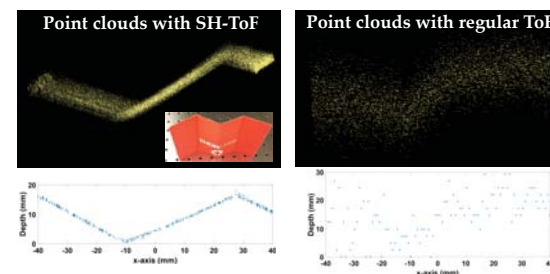 Point clouds with SH-ToF
Point clouds with regular ToF
20
10
0
Depth (mm)
-40 -30 -20 -10 0 10 20 30 40
x-axis (mm)
30
20
10
0
Depth (mm)
-40 -30 -20 -10 0 10 20 30 40
x-axis (mm)